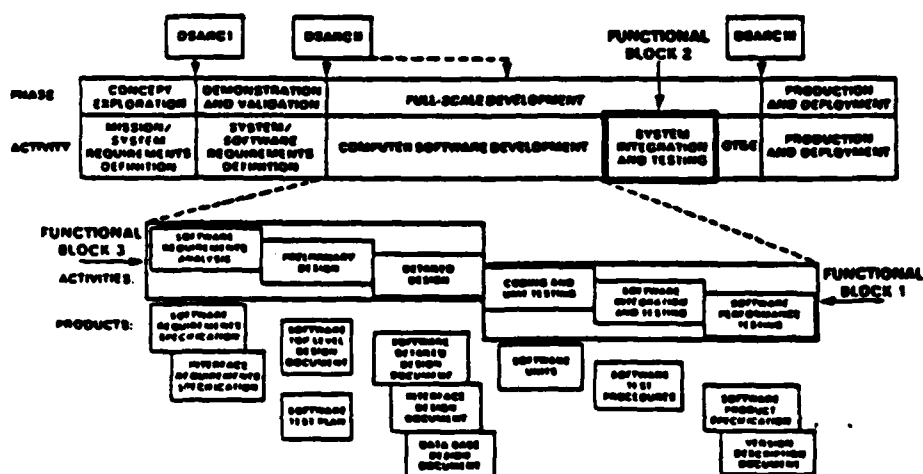 DSARC I
DSARC II
FUNCTIONAL
BLOCK 2
DSARC III
PHASE
CONCEPT
EXPLORATION
DEMONSTRATION
AND VALIDATION
FULL-SCALE DEVELOPMENT
PRODUCTION
AND DEPLOYMENT
ACTIVITY
MISSION/
SYSTEM
REQUIREMENTS
DEFINITION
SYSTEM/
SOFTWARE
REQUIREMENTS
DEFINITION
COMPUTER SOFTWARE DEVELOPMENT
SYSTEM
INTEGRATION
AND TESTING
OT&E
PRODUCTION
AND DEPLOYMENT
FUNCTIONAL
BLOCK 3
ACTIVITIES:
SOFTWARE
REQUIREMENTS
ANALYSIS
PRELIMINARY
DESIGN
DETAILED
DESIGN
CODING AND
UNIT TESTING
SOFTWARE
INTEGRATION
AND TESTING
SOFTWARE
PERFORMANCE
TESTING
FUNCTIONAL
BLOCK 1
PRODUCTS:
SOFTWARE
REQUIREMENTS
SPECIFICATION
INTERFACE
REQUIREMENTS
SPECIFICATION
SOFTWARE
TOP LEVEL
DESIGN
DOCUMENT
SOFTWARE
TEST PLAN
SOFTWARE
DETAILED
DESIGN
DOCUMENT
INTERFACE
DESIGN
DOCUMENT
DATA BASE
DESIGN
DOCUMENT
SOFTWARE
UNITS
SOFTWARE
TEST
PROCEDURES
SOFTWARE
PRODUCT
SPECIFICATION
VERSION
DESCRIPTION
DOCUMENT